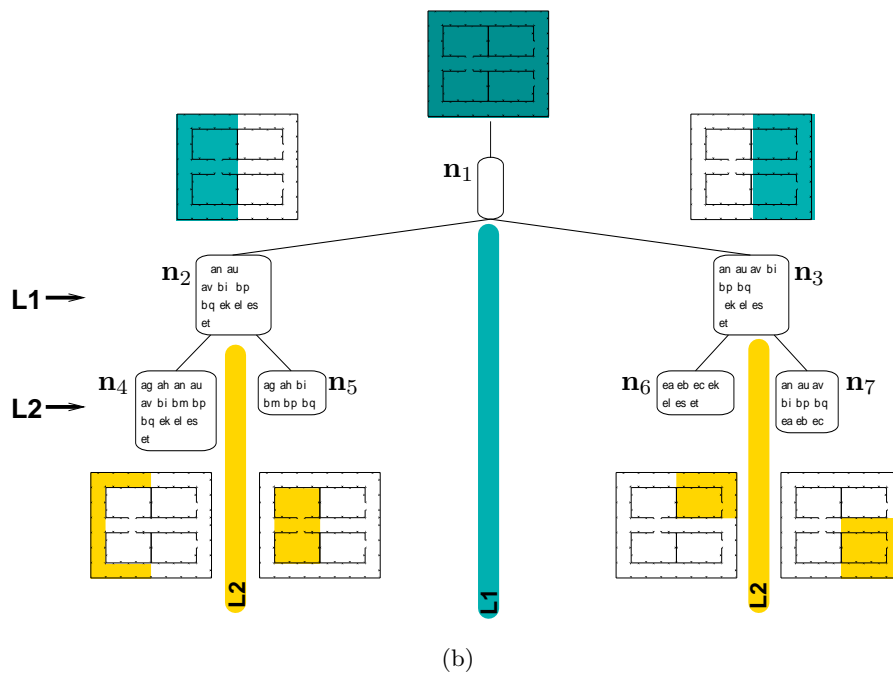 n1
n2
an au
av bi bp
bq ek el es
et
an au av bi
bp bq
ek el es
et
n3
L1
n4
ag ah an au
av bi bm bp
bq ek el es
et
ag ah bi
bm bp bq
n5
n6
ea eb ec ek
el es et
an au av
bi bp bq
ea eb ec
n7
L2
L2
L1
L2
(b)